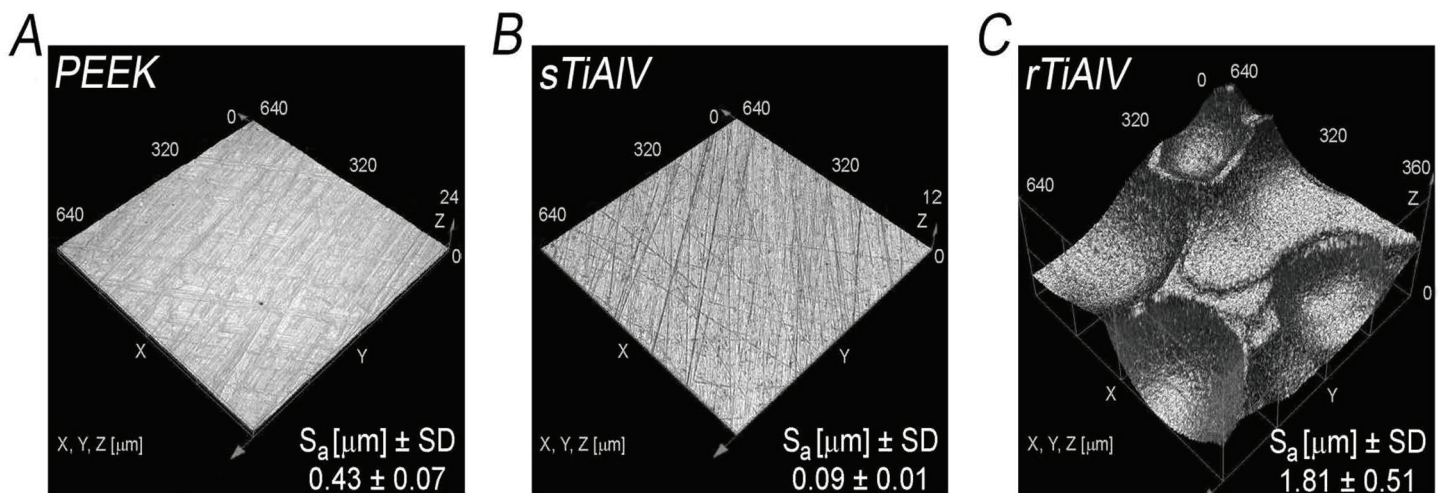 A
PEEK
0
640
320
320
640
24
Z
0
X
Y
X, Y, Z [μm]
Sa [μm] ± SD
0.43 ± 0.07
B
sTiAlV
0
640
320
320
640
12
Z
0
X
Y
X, Y, Z [μm]
Sa [μm] ± SD
0.09 ± 0.01
C
rTiAlV
0
640
320
320
640
360
Z
0
X
Y
X, Y, Z [μm]
Sa [μm] ± SD
1.81 ± 0.51